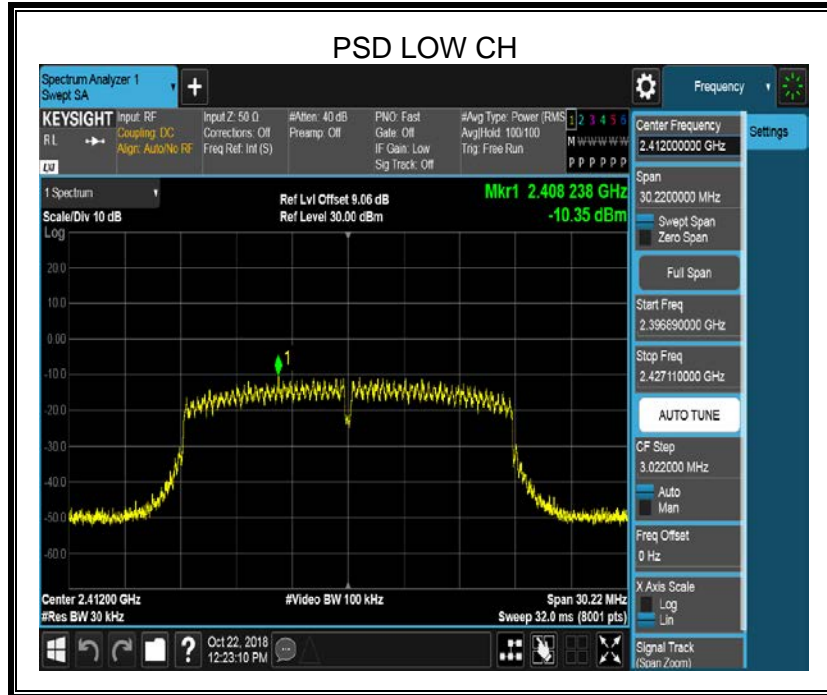 PSD LOW CH
Spectrum Analyzer 1
Swept SA
+
Frequency
KEYSIGHT
RL
LXI
Input: RF
Coupling: DC
Align: Auto/No RF
Input Z: 50 Ω
Corrections: Off
Freq Ref: Int (S)
#Atten: 40 dB
Preamp: Off
PNO: Fast
Gate: Off
IF Gain: Low
Sig Track: Off
#Avg Type: Power (RMS
Avg|Hold: 100/100
Trig: Free Run
1 2 3 4 5 6
M W W W W W
P P P P P P
Center Frequency
2.412000000 GHz
Settings
1 Spectrum
Scale/Div 10 dB
Ref Lvl Offset 9.06 dB
Ref Level 30.00 dBm
Mkr1 2.408 238 GHz
-10.35 dBm
Span
30.2200000 MHz
Swept Span
Zero Span
Log
20.0
10.0
0.00
-10.0
-20.0
-30.0
-40.0
-50.0
-60.0
1
Full Span
Start Freq
2.396890000 GHz
Stop Freq
2.427110000 GHz
AUTO TUNE
CF Step
3.022000 MHz
Auto
Man
Freq Offset
0 Hz
X Axis Scale
Log
Lin
Signal Track
(Span Zoom)
Center 2.41200 GHz
#Res BW 30 kHz
#Video BW 100 kHz
Span 30.22 MHz
Sweep 32.0 ms (8001 pts)
?
Oct 22, 2018
12:23:10 PM